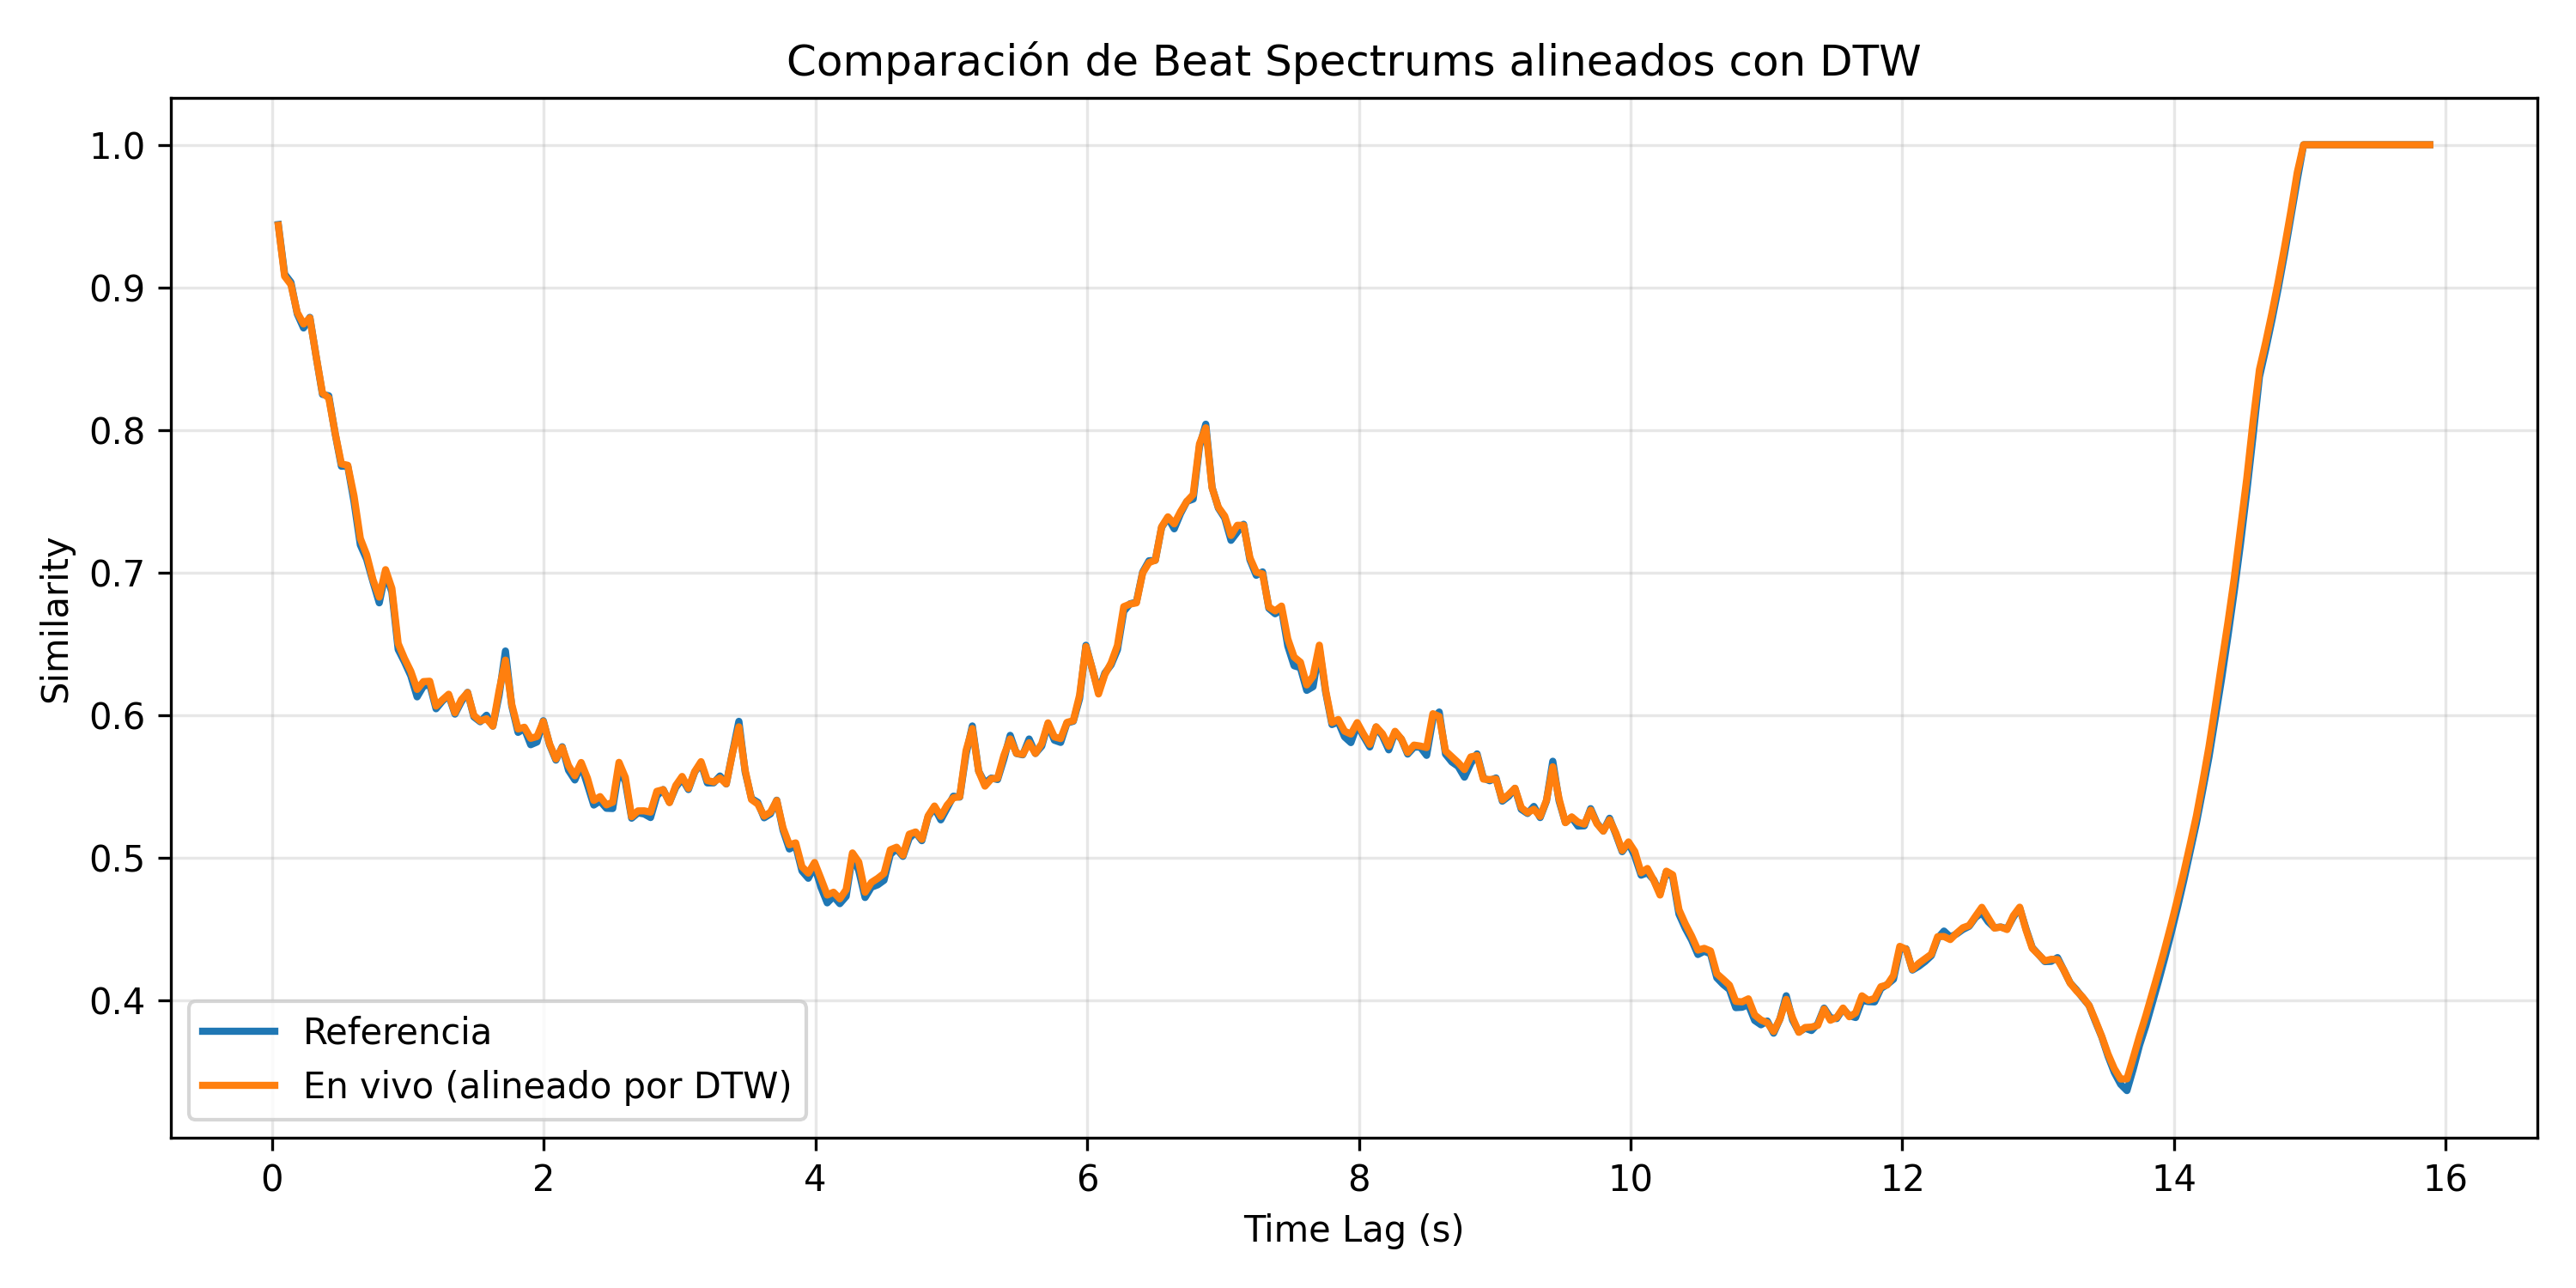 Comparación de Beat Spectrums alineados con DTW
1.0
0.9
0.8
0.7
0.6
0.5
0.4
Similarity
Referencia
En vivo (alineado por DTW)
0 2 4 6 8 10 12 14 16
Time Lag (s)